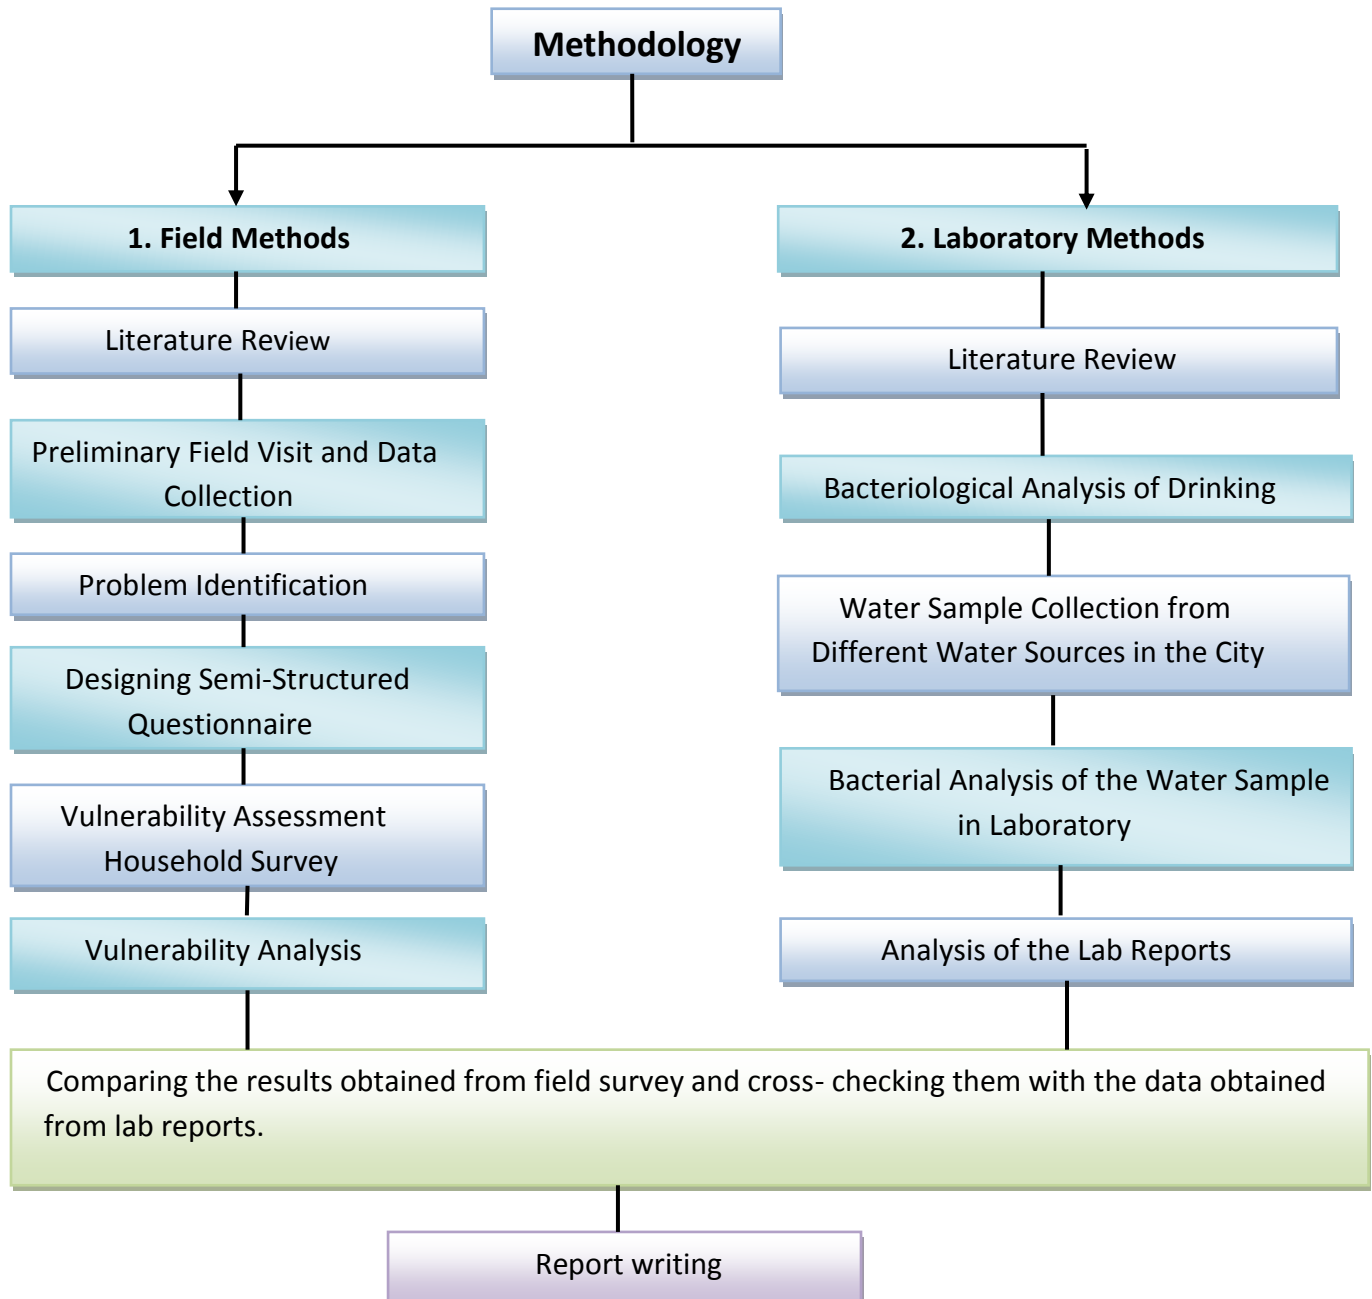 Methodology
1. Field Methods
Literature Review
Preliminary Field Visit and Data
Collection
Problem Identification
Designing Semi-Structured
Questionnaire
Vulnerability Assessment
Household Survey
Vulnerability Analysis
2. Laboratory Methods
Literature Review
Bacteriological Analysis of Drinking
Water Sample Collection from
Different Water Sources in the City
Bacterial Analysis of the Water Sample
in Laboratory
Analysis of the Lab Reports
Comparing the results obtained from field survey and cross- checking them with the data obtained
from lab reports.
Report writing